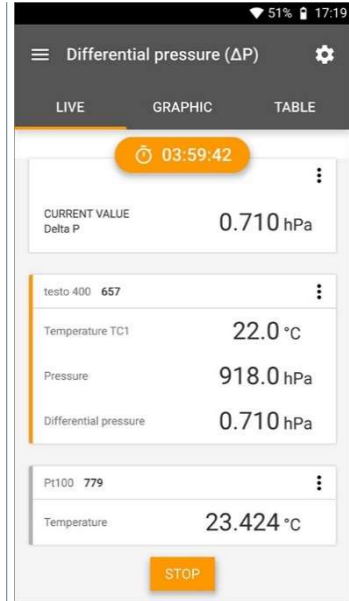 51% 17:19
Differential pressure (ΔP)
LIVE GRAPHIC TABLE
03:59:42
CURRENT VALUE
Delta P 0.710 hPa
testo 400 657
Temperature TC1 22.0 °C
Pressure 918.0 hPa
Differential pressure 0.710 hPa
Pt100 779
Temperature 23.424 °C
STOP